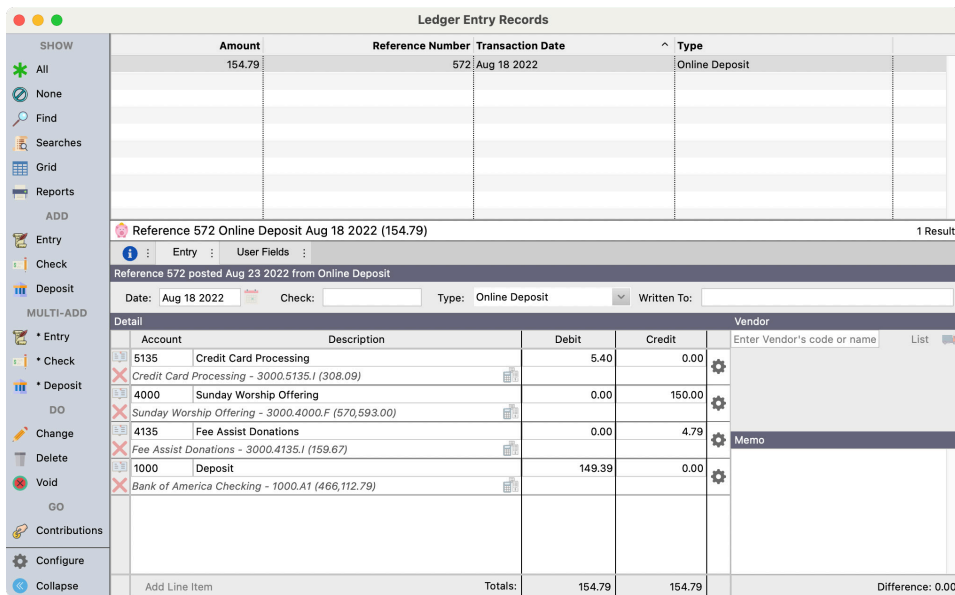 Ledger Entry Records
SHOW
All
None
Find
Searches
Grid
Reports
ADD
Entry
Check
Deposit
MULTI-ADD
* Entry
* Check
* Deposit
DO
Change
Delete
Void
GO
Contributions
Configure
Collapse
Amount Reference Number Transaction Date ^ Type
154.79 572 Aug 18 2022 Online Deposit
Reference 572 Online Deposit Aug 18 2022 (154.79) 1 Result
Entry User Fields
Reference 572 posted Aug 23 2022 from Online Deposit
Date: Aug 18 2022 Check: Type: Online Deposit Written To:
Detail Vendor
Account Description Debit Credit Enter Vendor's code or name List
5135 Credit Card Processing 5.40 0.00
Credit Card Processing - 3000.5135.I (308.09)
4000 Sunday Worship Offering 0.00 150.00
Sunday Worship Offering - 3000.4000.F (570,593.00)
4135 Fee Assist Donations 0.00 4.79
Memo
Fee Assist Donations - 3000.4135.I (159.67)
1000 Deposit 149.39 0.00
Bank of America Checking - 1000.A1 (466,112.79)
Add Line Item Totals: 154.79 154.79 Difference: 0.00